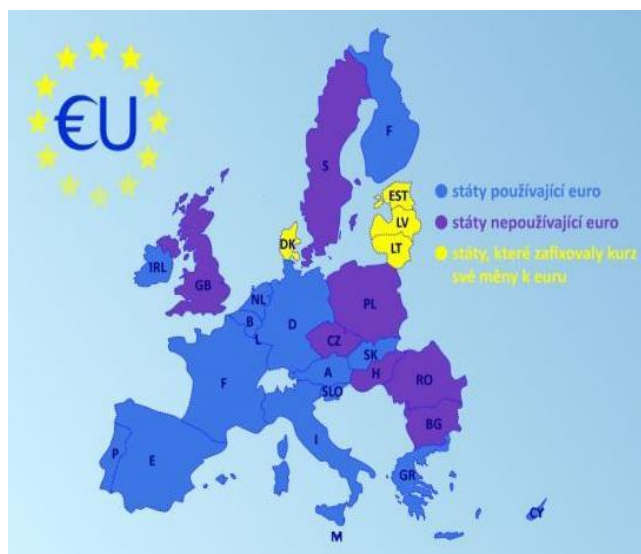 €U
F
S
EST
LV
LT
DK
IRL
GB
NL
B
L
D
PL
CZ
SK
A
H
SLO
RO
F
BG
I
P
E
GR
CY
M
státy používající euro
státy nepoužívající euro
státy, které zafixovaly kurz
své měny k euru